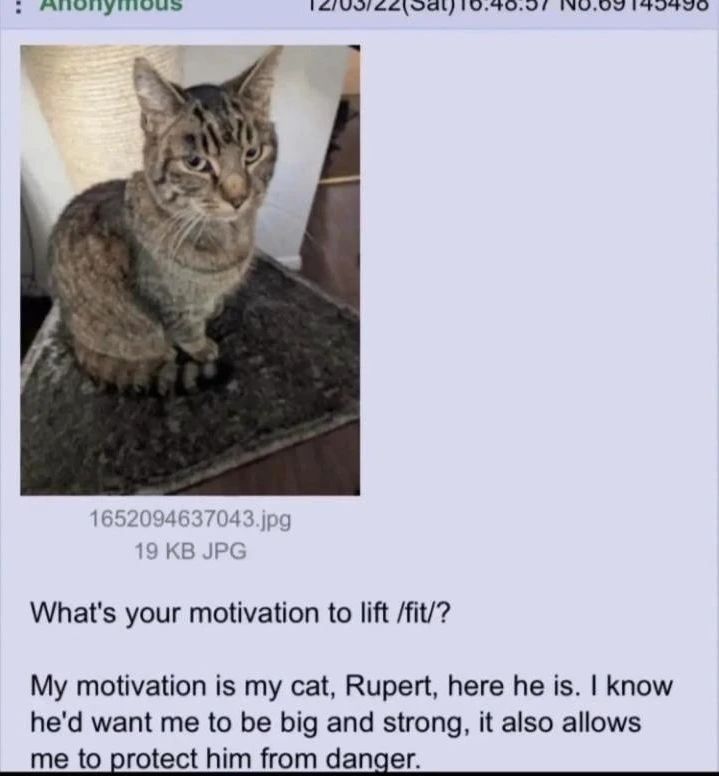 Anonymous 12/03/22(Sat)16:48:57 No.69145498
1652094637043.jpg
19 KB JPG
What's your motivation to lift /fit/?
My motivation is my cat, Rupert, here he is. I know
he'd want me to be big and strong, it also allows
me to protect him from danger.